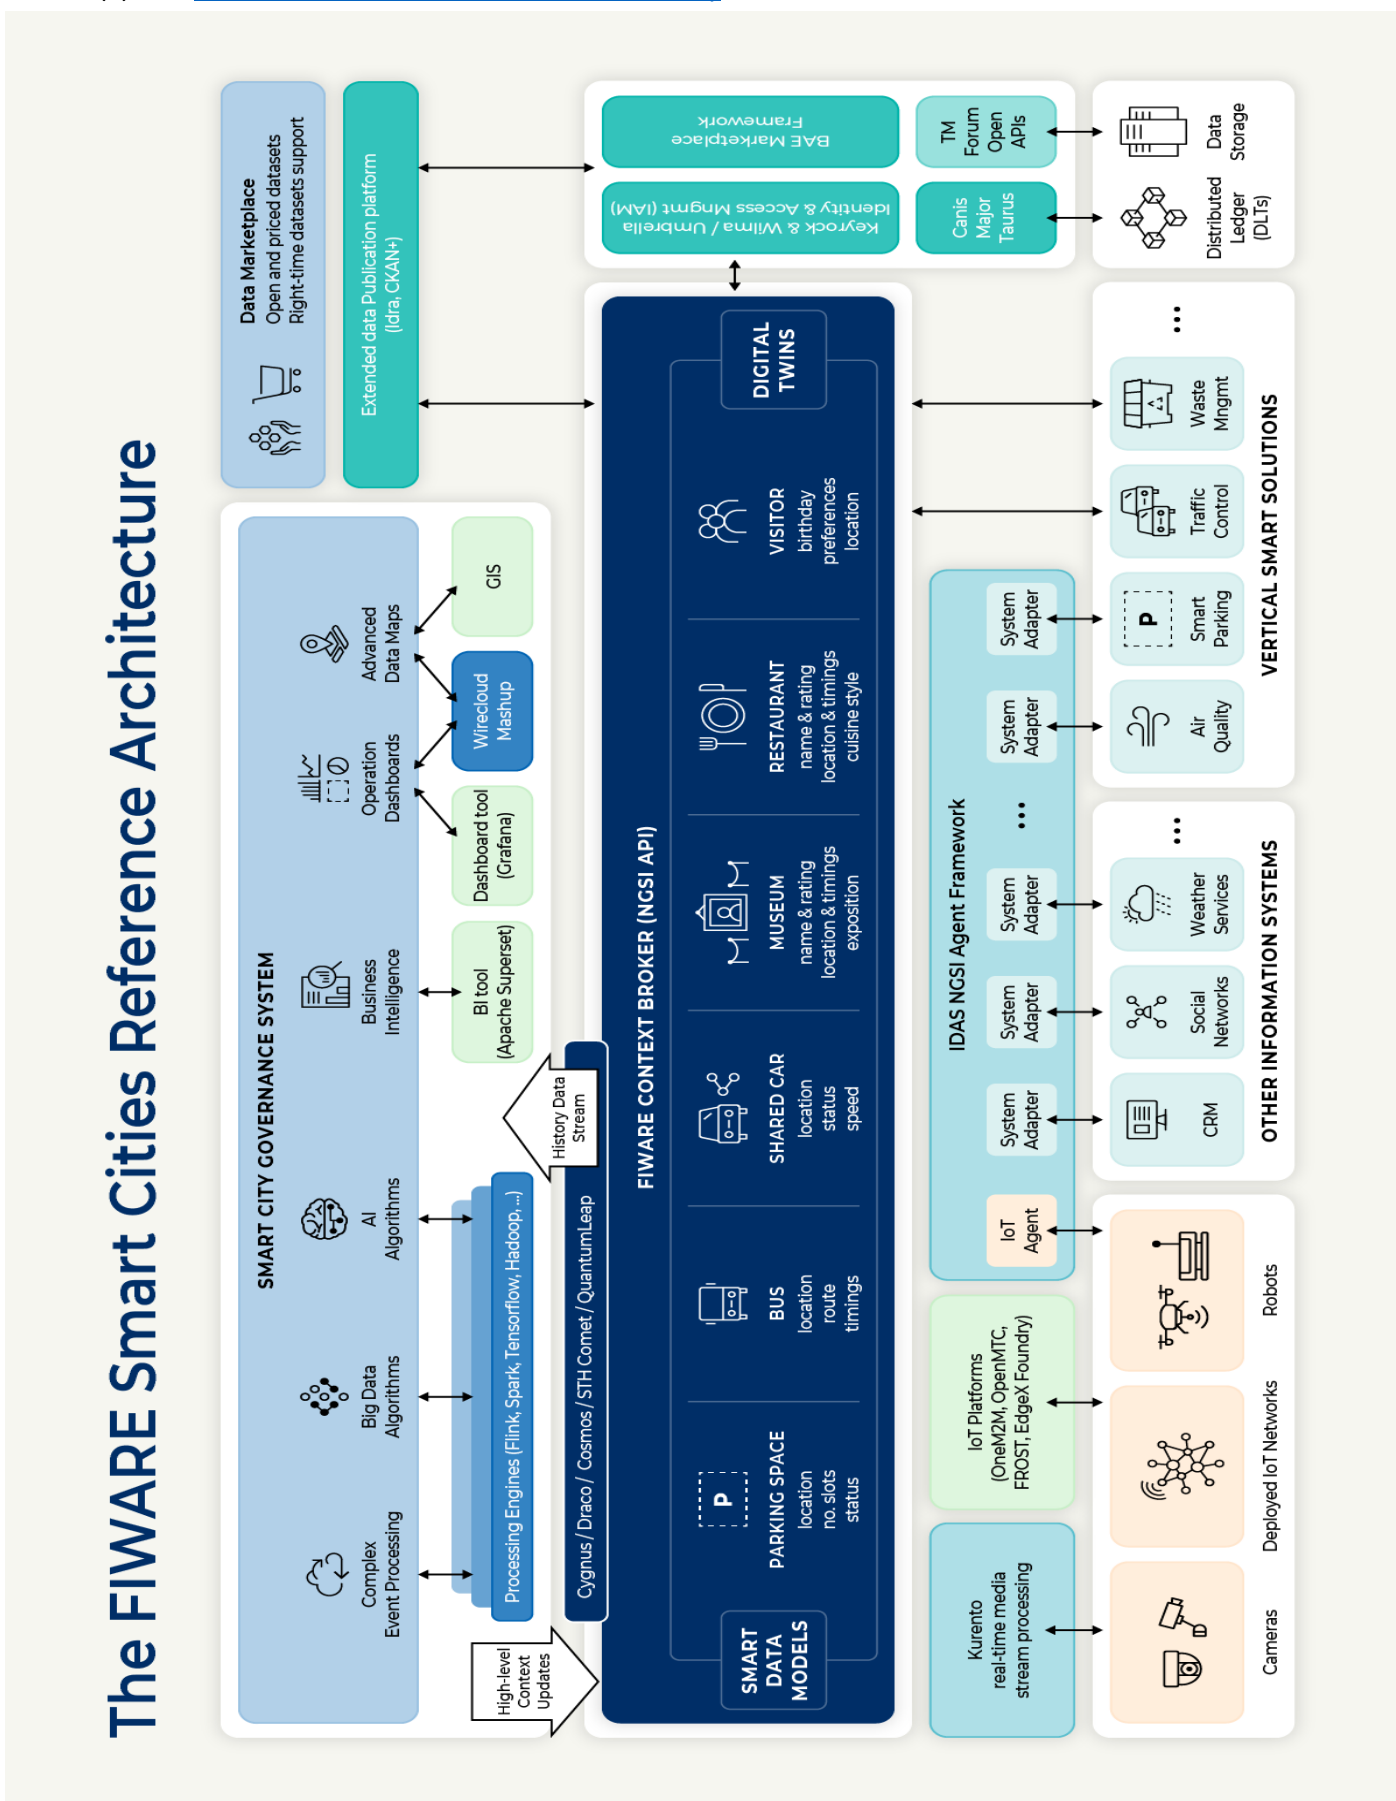 The FIWARE Smart Cities Reference Architecture
SMART CITY GOVERNANCE SYSTEM
Complex
Event Processing
Big Data
Algorithms
AI
Algorithms
Business
Intelligence
Operation
Dashboards
Advanced
Data Maps
Data Marketplace
Open and priced datasets
Right-time datasets support
Extended data Publication platform
(Idra, CKAN+)
High-level
Context
Updates
Processing Engines (Flink, Spark, Tensorflow, Hadoop, ...)
History Data
Stream
BI tool
(Apache Superset)
Dashboard tool
(Grafana)
Wirecloud
Mashup
GIS
Cygnus / Draco / Cosmos / STH Comet / QuantumLeap
FIWARE CONTEXT BROKER (NGSI API)
SMART
DATA
MODELS
PARKING SPACE
location
no. slots
status
P
BUS
location
route
timings
SHARED CAR
location
status
speed
MUSEUM
name & rating
location & timings
exposition
RESTAURANT
name & rating
location & timings
cuisine style
VISITOR
birthday
preferences
location
DIGITAL
TWINS
Keyrock & Wilma / Umbrella
Identity & Access Mngmt (IAM)
BAE Marketplace
Framework
Canis
Major
Taurus
TM
Forum
Open
APIs
Kurento
real-time media
stream processing
IoT Platforms
(OneM2M, OpenMTC,
FROST, EdgeX Foundry)
IDAS NGSI Agent Framework
IoT
Agent
System
Adapter
System
Adapter
System
Adapter
...
System
Adapter
System
Adapter
Cameras
Deployed IoT Networks
Robots
CRM
Social
Networks
Weather
Services
...
OTHER INFORMATION SYSTEMS
Air
Quality
P
Smart
Parking
Traffic
Control
Waste
Mngmt
...
VERTICAL SMART SOLUTIONS
Distributed
Ledger
(DLTs)
Data
Storage